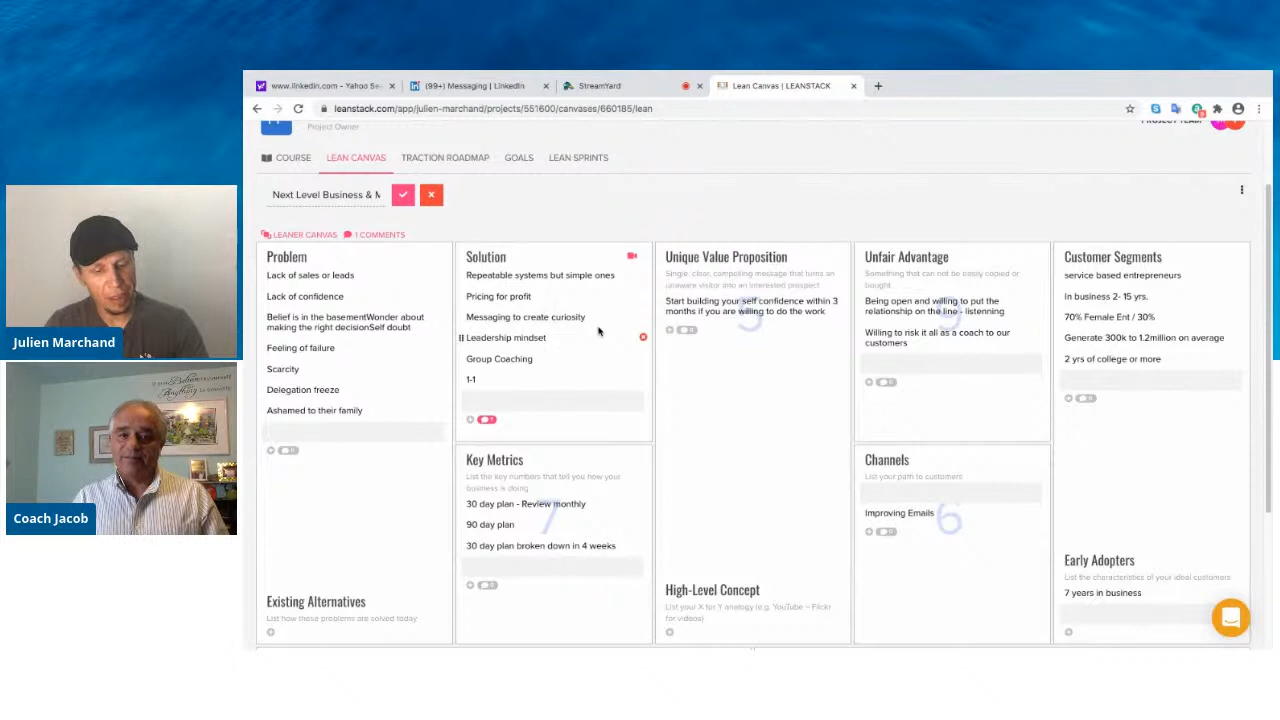 www.linkedin.com - Yahoo Se
(99+) Messaging | LinkedIn
StreamYard
Lean Canvas | LEANSTACK
leanstack.com/app/julien-marchand/projects/551600/canvases/660185/lean
Project Owner
PROJECT TEAM
COURSE
LEAN CANVAS
TRACTION ROADMAP
GOALS
LEAN SPRINTS
Next Level Business & M
LEANER CANVAS
1 COMMENTS
Problem
Lack of sales or leads
Lack of confidence
Belief is in the basementWonder about
making the right decisionSelf doubt
Feeling of failure
Scarcity
Delegation freeze
Ashamed to their family
Existing Alternatives
List how these problems are solved today
Solution
Repeatable systems but simple ones
Pricing for profit
Messaging to create curiosity
Leadership mindset
Group Coaching
1-1
Key Metrics
List the key numbers that tell you how your
business is doing
7
30 day plan - Review monthly
90 day plan
30 day plan broken down in 4 weeks
Unique Value Proposition
Single, clear, compelling message that turns an
unaware visitor into an interested prospect
5
Start building your self confidence within 3
months if you are willing to do the work
High-Level Concept
List your X for Y analogy (e.g. YouTube = Flickr
for videos)
Unfair Advantage
Something that can not be easily copied or
bought
9
Being open and willing to put the
relationship on the line - listenning
Willing to risk it all as a coach to our
customers
Channels
List your path to customers
6
Improving Emails
Customer Segments
service based entrepreneurs
In business 2- 15 yrs.
70% Female Ent / 30%
Generate 300k to 1.2million on average
2 yrs of college or more
Early Adopters
List the characteristics of your ideal customers
7 years in business
Julien Marchand
Anything
Coach Jacob